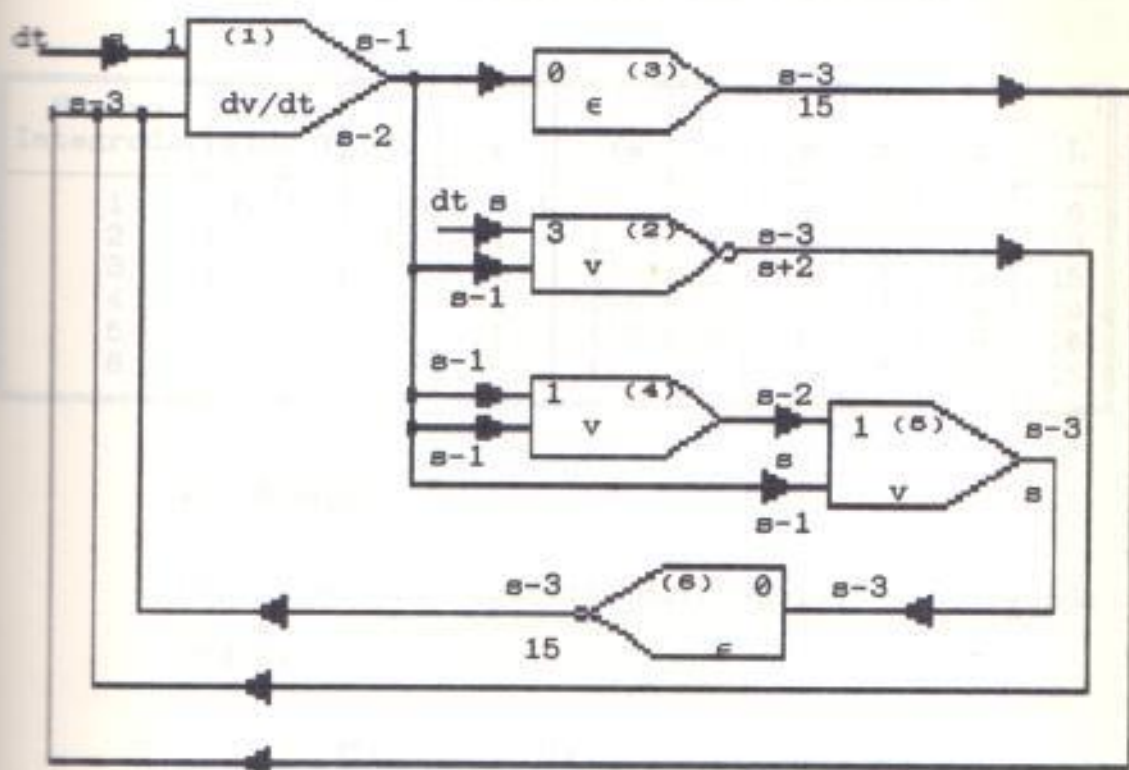 dt s 1 (1) s-1
s-3 dv/dt s-2
0 (3) s-3
ϵ 15
dt s 3 (2) s-3
v s+2
s-1
s-1 1 (4) s-2
v
s-1
s 1 (5) s-3
v s
s-1
s-3 (6) 0 s-3
15 ϵ